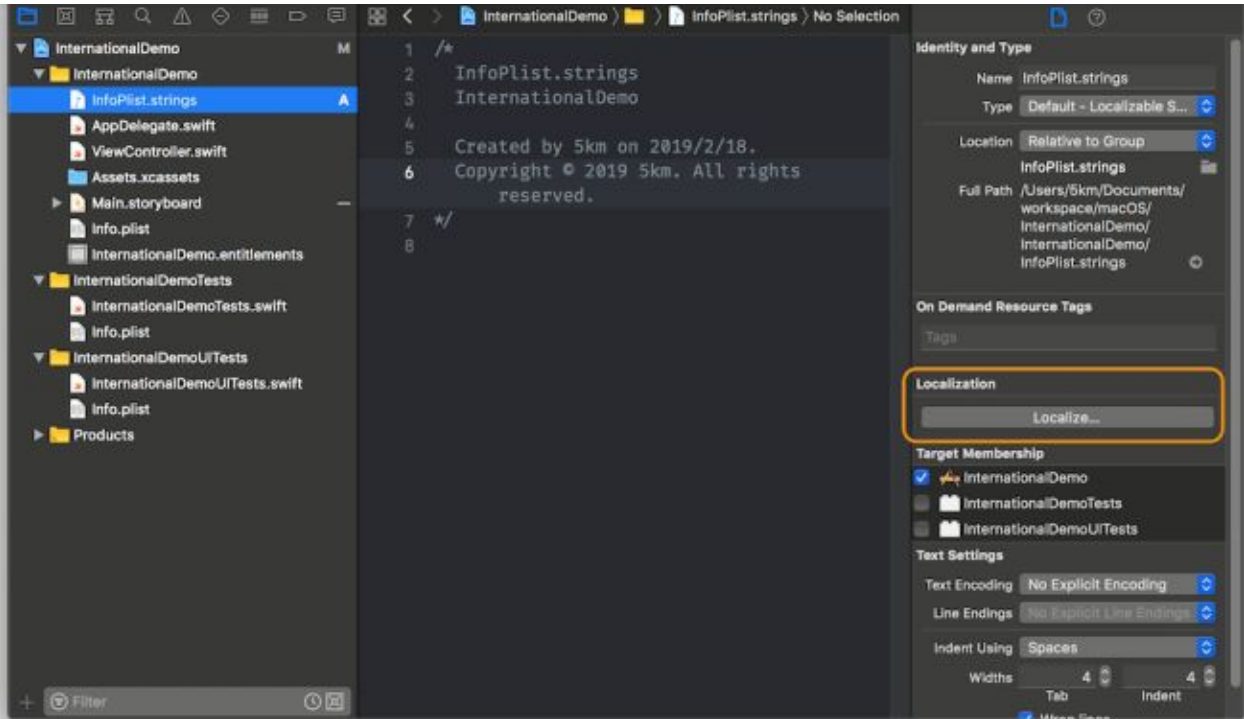 InternationalDemo 〉 〉 InfoPlist.strings 〉 No Selection
InternationalDemo M
InternationalDemo
InfoPlist.strings A
AppDelegate.swift
ViewController.swift
Assets.xcassets
Main.storyboard
Info.plist
InternationalDemo.entitlements
InternationalDemoTests
InternationalDemoTests.swift
Info.plist
InternationalDemoUITests
InternationalDemoUITests.swift
Info.plist
Products
Filter
1 /*
2 InfoPlist.strings
3 InternationalDemo
4
5 Created by 5km on 2019/2/18.
6 Copyright © 2019 5km. All rights
reserved.
7 */
8
Identity and Type
Name InfoPlist.strings
Type Default - Localizable S...
Location Relative to Group
InfoPlist.strings
Full Path /Users/5km/Documents/
workspace/macOS/
InternationalDemo/
InternationalDemo/
InfoPlist.strings
On Demand Resource Tags
Tags
Localization
Localize...
Target Membership
InternationalDemo
InternationalDemoTests
InternationalDemoUITests
Text Settings
Text Encoding No Explicit Encoding
Line Endings No Explicit Line Endings
Indent Using Spaces
Widths 4 4
Tab Indent
Wrap lines